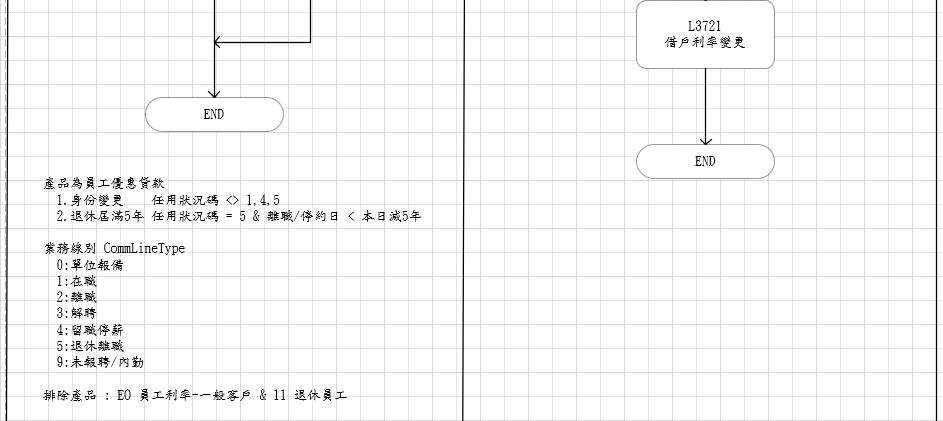 L3721
借戶利率變更
END
END
產品為員工優惠貸款
1.身份變更 任用狀況碼 <> 1,4,5
2.退休屆滿5年 任用狀況碼 = 5 & 離職/停約日 < 本日減5年
業務線別 CommLineType
0:單位報備
1:在職
2:離職
3:解聘
4:留職停薪
5:退休離職
9:未報聘/內勤
排除產品 : EO 員工利率-一般客戶 & ll 退休員工